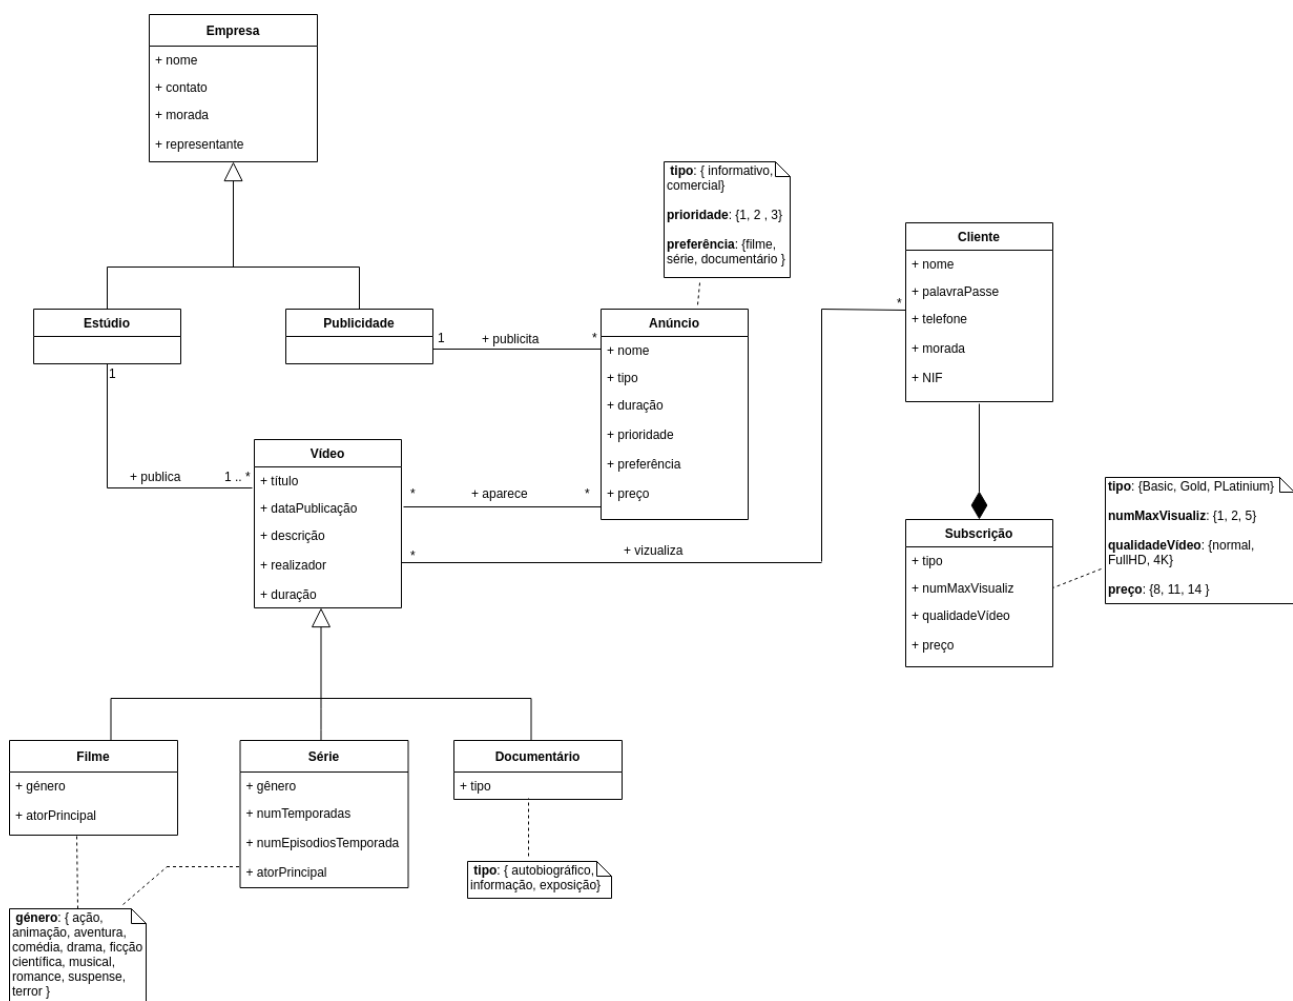 Empresa
+ nome
+ contato
+ morada
+ representante
tipo: { informativo,
comercial}
prioridade: {1, 2 , 3}
preferência: {filme,
série, documentário }
Cliente
+ nome
+ palavraPasse
+ telefone
+ morada
+ NIF
*
Estúdio
Publicidade
1
+ publicita
*
Anúncio
+ nome
+ tipo
+ duração
+ prioridade
+ preferência
+ preço
1
+ publica
1 .. *
Vídeo
+ título
+ dataPublicação
+ descrição
+ realizador
+ duração
*
+ aparece
*
*
+ vizualiza
tipo: {Basic, Gold, PLatinium}
numMaxVisualiz: {1, 2, 5}
qualidadeVídeo: {normal,
FullHD, 4K}
preço: {8, 11, 14 }
Subscrição
+ tipo
+ numMaxVisualiz
+ qualidadeVídeo
+ preço
Filme
+ género
+ atorPrincipal
Série
+ gênero
+ numTemporadas
+ numEpisodiosTemporada
+ atorPrincipal
Documentário
+ tipo
tipo: { autobiográfico,
informação, exposição}
género: { ação,
animação, aventura,
comédia, drama, ficção
científica, musical,
romance, suspense,
terror }